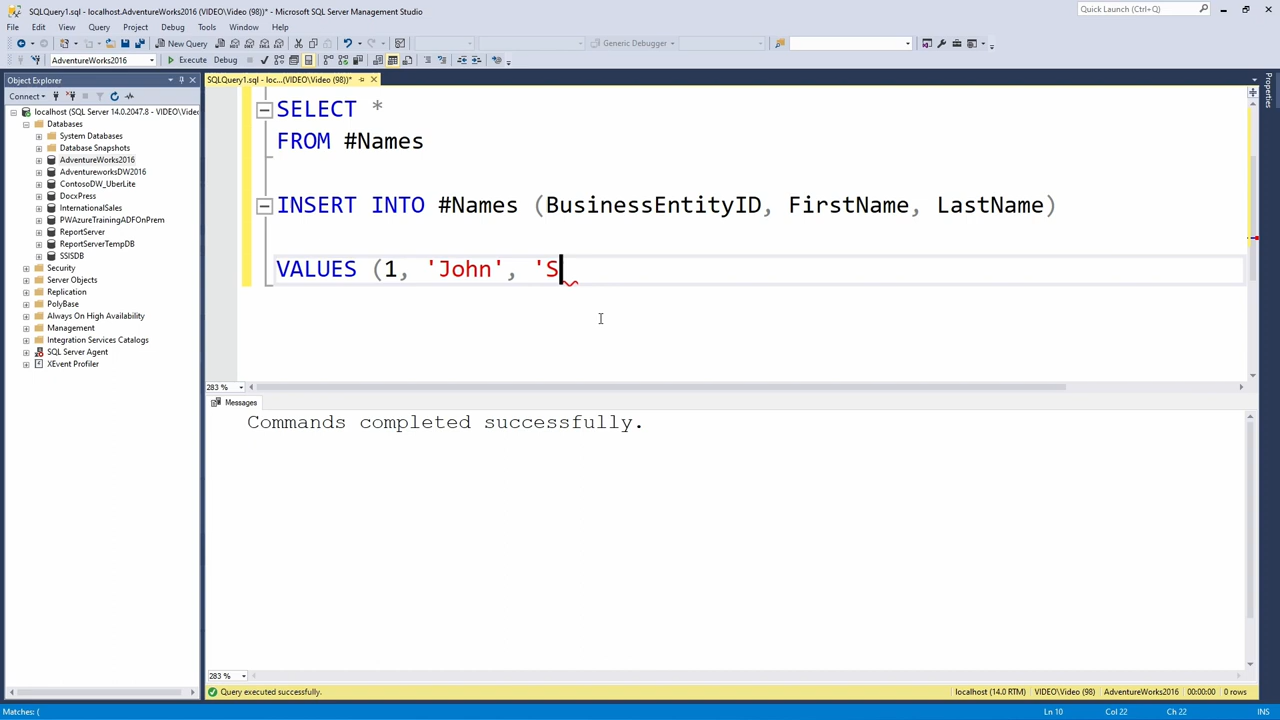 SQLQuery1.sql - localhost.AdventureWorks2016 (VIDEO\Video (98))* - Microsoft SQL Server Management Studio
Quick Launch (Ctrl+Q)
File Edit View Query Project Debug Tools Window Help
New Query
Generic Debugger
AdventureWorks2016
Execute Debug
Object Explorer
SQLQuery1.sql - loc...(VIDEO\Video (98))*
Properties
Connect
localhost (SQL Server 14.0.2047.8 - VIDEO\Video
Databases
System Databases
Database Snapshots
AdventureWorks2016
AdventureworksDW2016
ContosoDW_UberLite
DocxPress
InternationalSales
PWAzureTrainingADFOnPrem
ReportServer
ReportServerTempDB
SSISDB
Security
Server Objects
Replication
PolyBase
Always On High Availability
Management
Integration Services Catalogs
SQL Server Agent
XEvent Profiler
SELECT *
FROM #Names
INSERT INTO #Names (BusinessEntityID, FirstName, LastName)
VALUES (1, 'John', 'S
283 %
Messages
Commands completed successfully.
283 %
Query executed successfully.
localhost (14.0 RTM) VIDEO\Video (98) AdventureWorks2016 00:00:00 0 rows
Matches: (
Ln 10 Col 22 Ch 22 INS